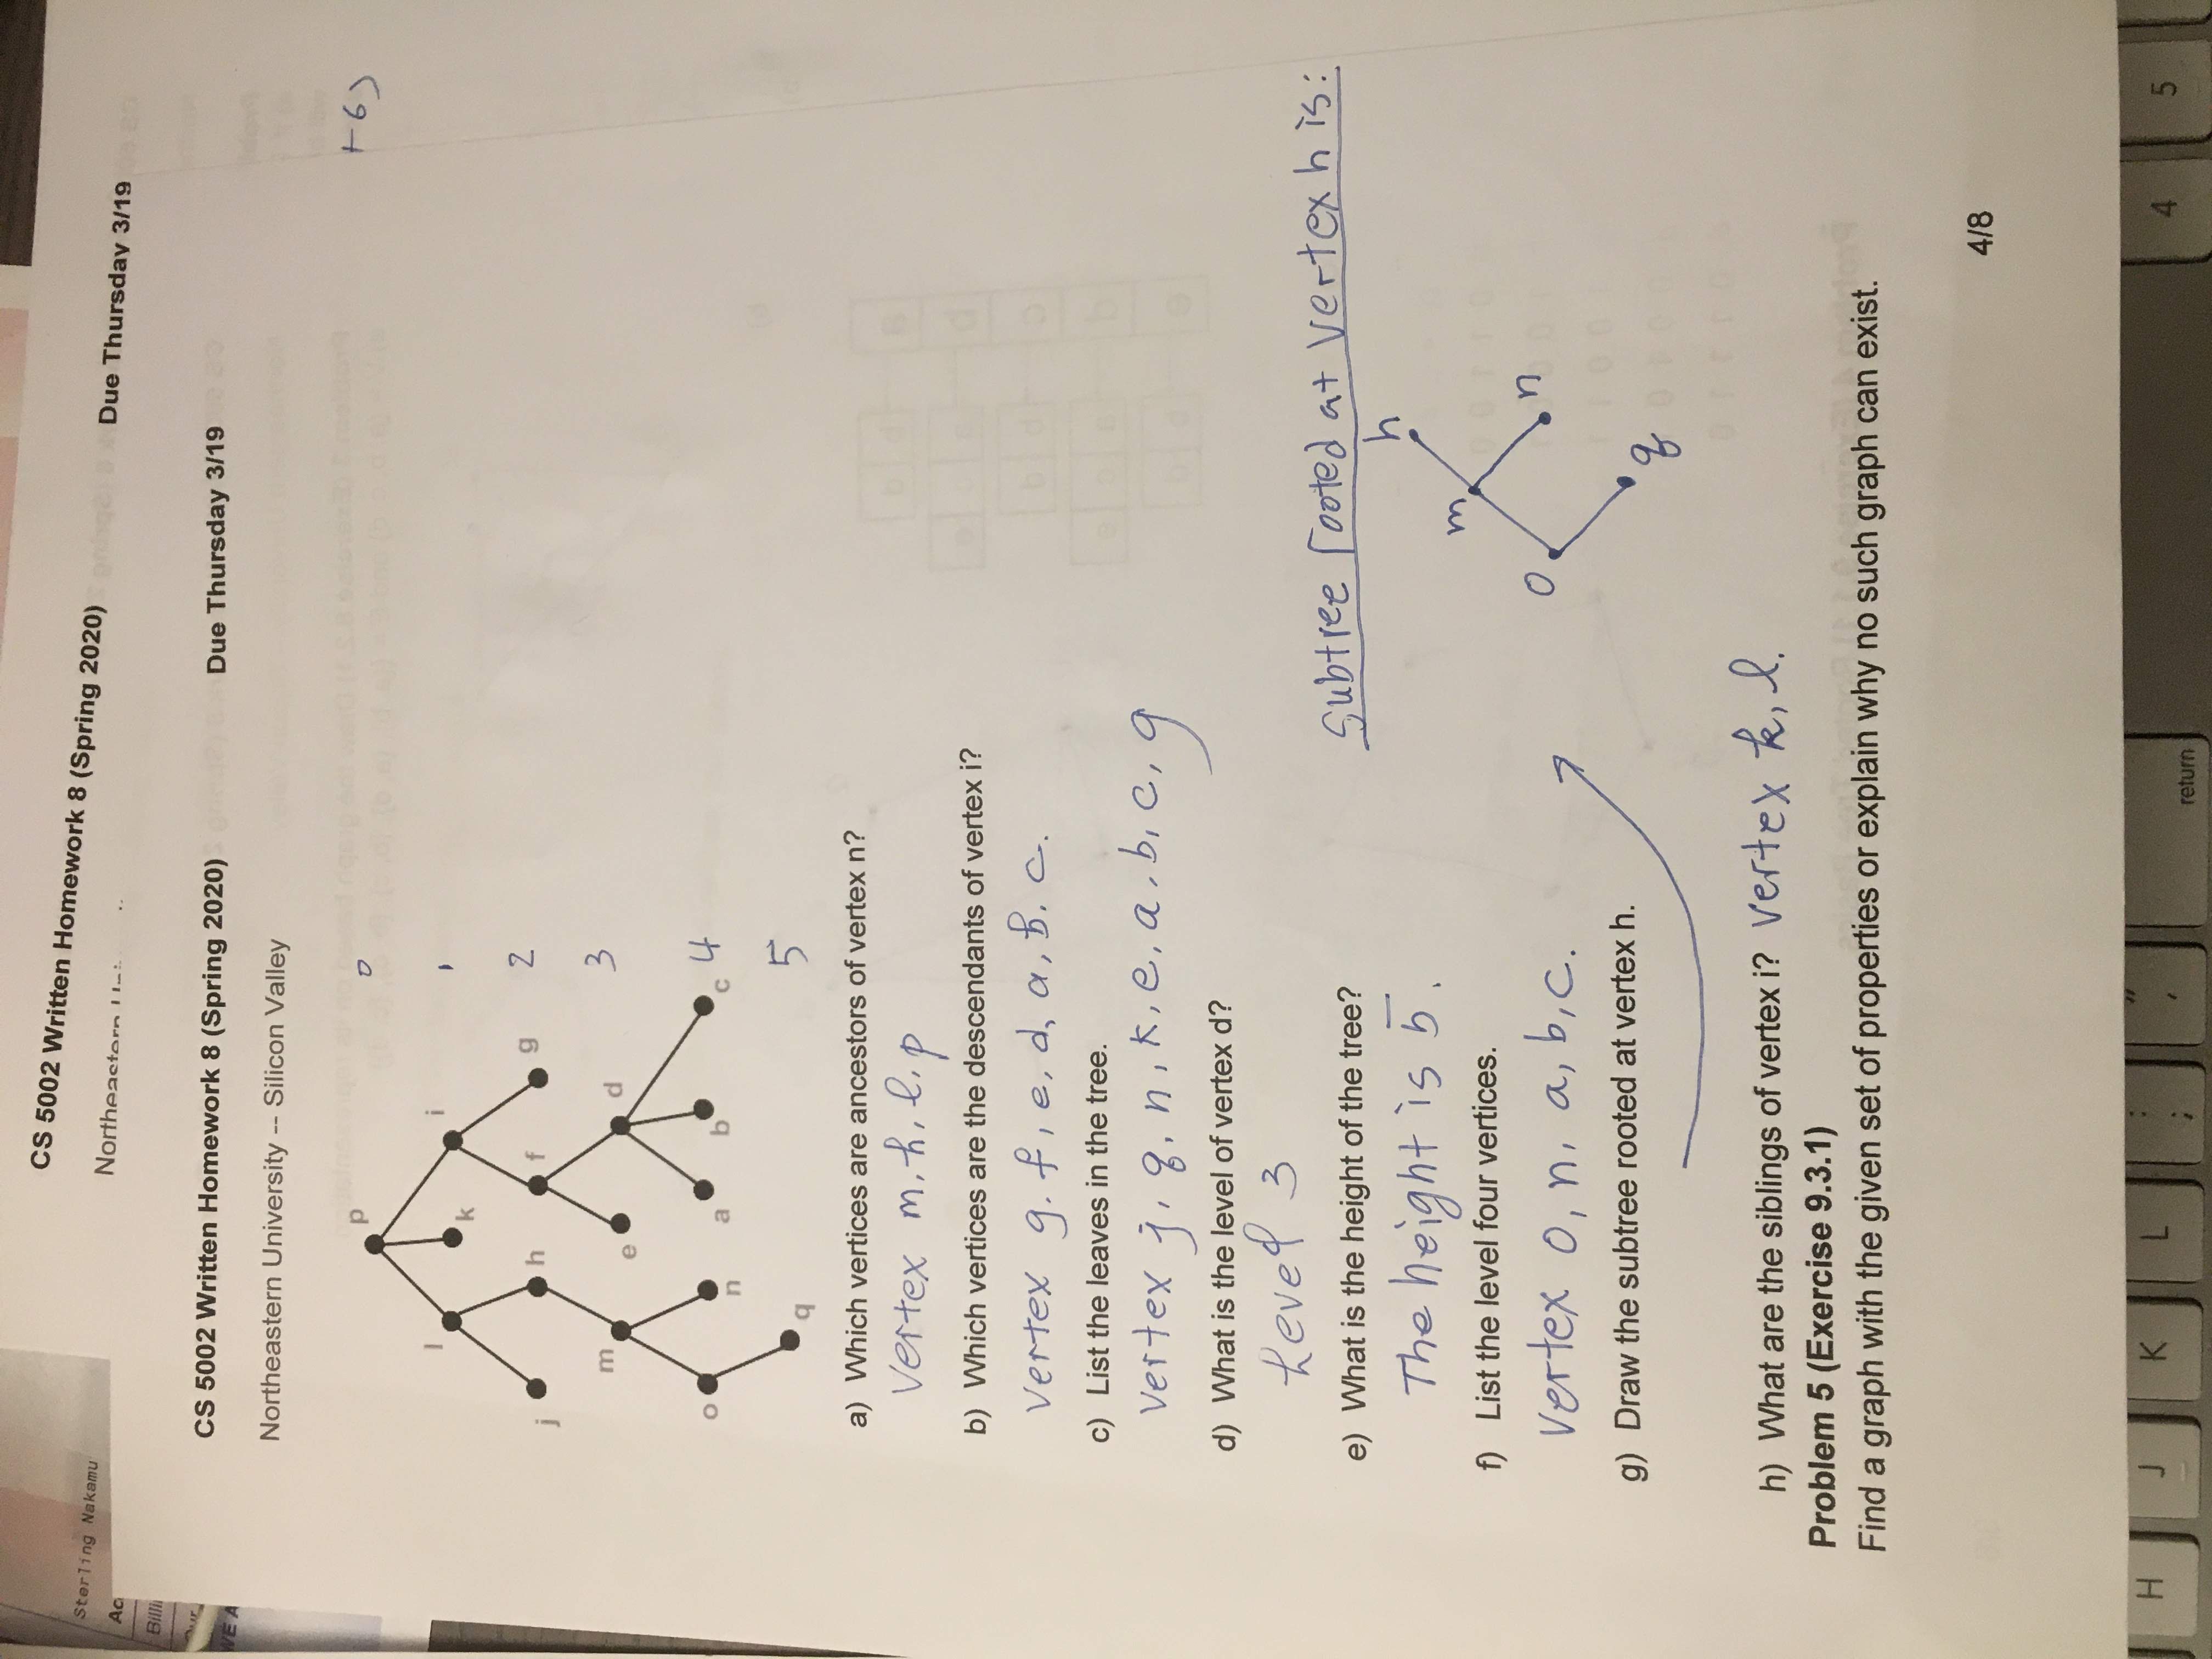 Sterling Nakamu
Ac
Billi
WE A
CS 5002 Written Homework 8 (Spring 2020) Due Thursday 3/19
Northeastern
CS 5002 Written Homework 8 (Spring 2020) Due Thursday 3/19
Northeastern University -- Silicon Valley
p 0
l k i 1
j h f g 2
m e d 3
o n a b c 4
q 5
a) Which vertices are ancestors of vertex n?
Vertex m, h, l, p
b) Which vertices are the descendants of vertex i?
Vertex g, f, e, d, a, b, c.
c) List the leaves in the tree.
Vertex j, q, n, k, e, a, b, c, g
d) What is the level of vertex d?
Level 3
e) What is the height of the tree?
The height is 5.
f) List the level four vertices.
Vertex o, n, a, b, c.
g) Draw the subtree rooted at vertex h.
Subtree rooted at vertex h is:
h
m n
o q
h) What are the siblings of vertex i? Vertex k, l.
Problem 5 (Exercise 9.3.1)
Find a graph with the given set of properties or explain why no such graph can exist.
4/8
H J K L : ; " ' return 4 5